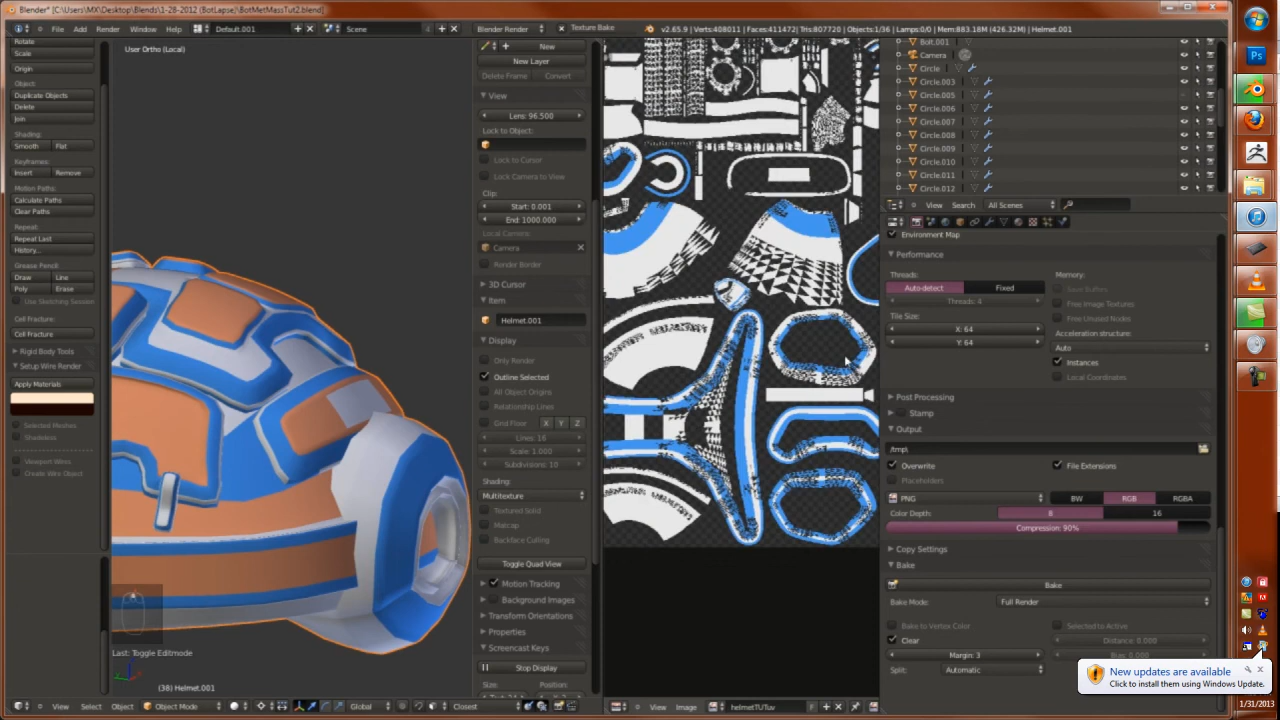 Blender* [C:\Users\MX\Desktop\Blends\1-28-2012 (BotLapse)\BotMetMassTut2.blend]
File Add Render Window Help Default.001 Scene Blender Render Texture Bake v2.65.9 | Verts:408011 | Faces:411472| Tris:807720 | Objects:1/36 | Lamps:0/0 | Mem:883.18M (426.32M) | Helmet.001
Rotate
Scale
Origin
Object:
Duplicate Objects
Delete
Join
Shading:
Smooth Flat
Keyframes:
Insert Remove
Motion Paths:
Calculate Paths
Clear Paths
Repeat:
Repeat Last
History...
Grease Pencil:
Draw Line
Poly Erase
Use Sketching Session
Cell Fracture:
Cell Fracture
Rigid Body Tools
Setup Wire Render
Apply Materials
Selected Meshes
Shadeless
Viewport Wires
Create Wire Object
User Ortho (Local)
Last: Toggle Editmode
(38) Helmet.001
New
New Layer
Delete Frame Convert
View
Lens: 96.500
Lock to Object:
Lock to Cursor
Lock Camera to View
Clip:
Start: 0.001
End: 1000.000
Local Camera:
Camera
Render Border
3D Cursor
Item
Helmet.001
Display
Only Render
Outline Selected
All Object Origins
Relationship Lines
Grid Floor X Y Z
Lines: 16
Scale: 1.000
Subdivisions: 10
Shading:
Multitexture
Textured Solid
Matcap
Backface Culling
Toggle Quad View
Motion Tracking
Background Images
Transform Orientations
Properties
Screencast Keys
Stop Display
Size: Position:
Bolt.001
Camera
Circle
Circle.003
Circle.005
Circle.006
Circle.007
Circle.008
Circle.009
Circle.010
Circle.011
Circle.012
View Search All Scenes
Environment Map
Performance
Threads: Memory:
Auto-detect Fixed Save Buffers
Threads: 4 Free Image Textures
Tile Size: Free Unused Nodes
X: 64 Acceleration structure:
Y: 64 Auto
Instances
Local Coordinates
Post Processing
Stamp
Output
/tmp\
Overwrite File Extensions
Placeholders
PNG BW RGB RGBA
Color Depth: 8 16
Compression: 90%
Copy Settings
Bake
Bake
Bake Mode: Full Render
Bake to Vertex Color Selected to Active
Clear Distance: 0.000
Margin: 3 Bias: 0.000
Split: Automatic
New updates are available
Click to install them using Windows Update.
1/31/2013
View Select Object Object Mode Global Closest View Image helmetTUTuv F
Ps